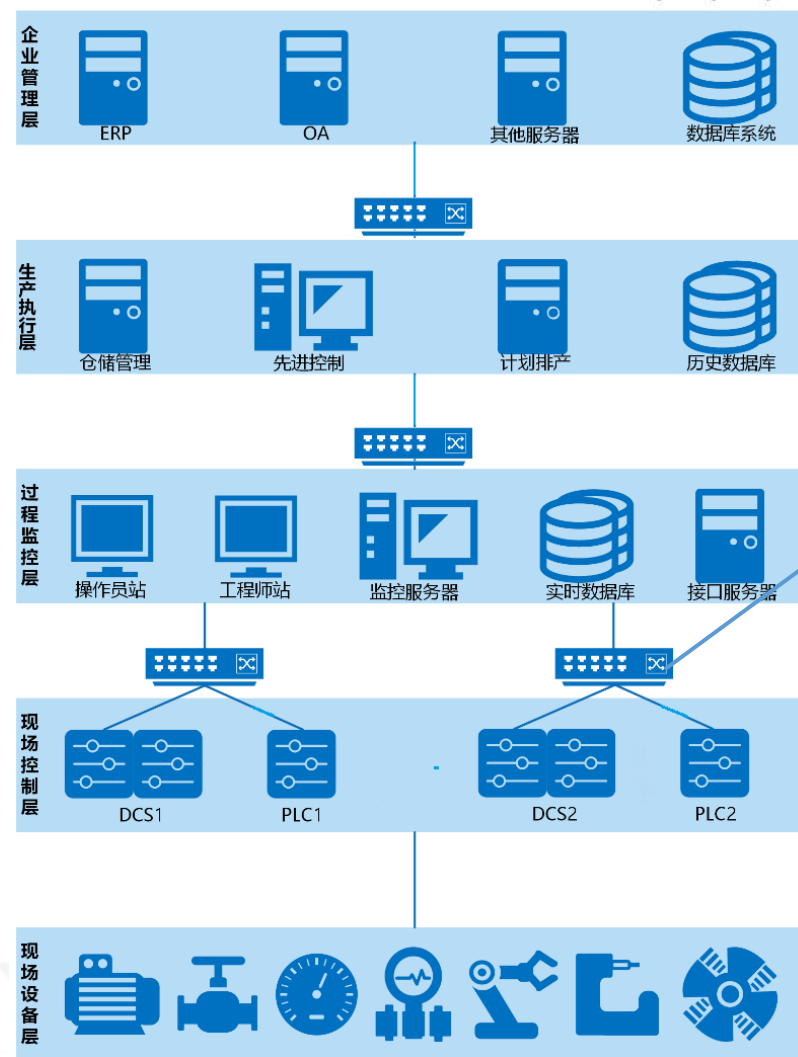 企业管理层
ERP
OA
其他服务器
数据库系统
生产执行层
仓储管理
先进控制
计划排产
历史数据库
过程监控层
操作员站
工程师站
监控服务器
实时数据库
接口服务器
现场控制层
DCS1
PLC1
DCS2
PLC2
现场设备层